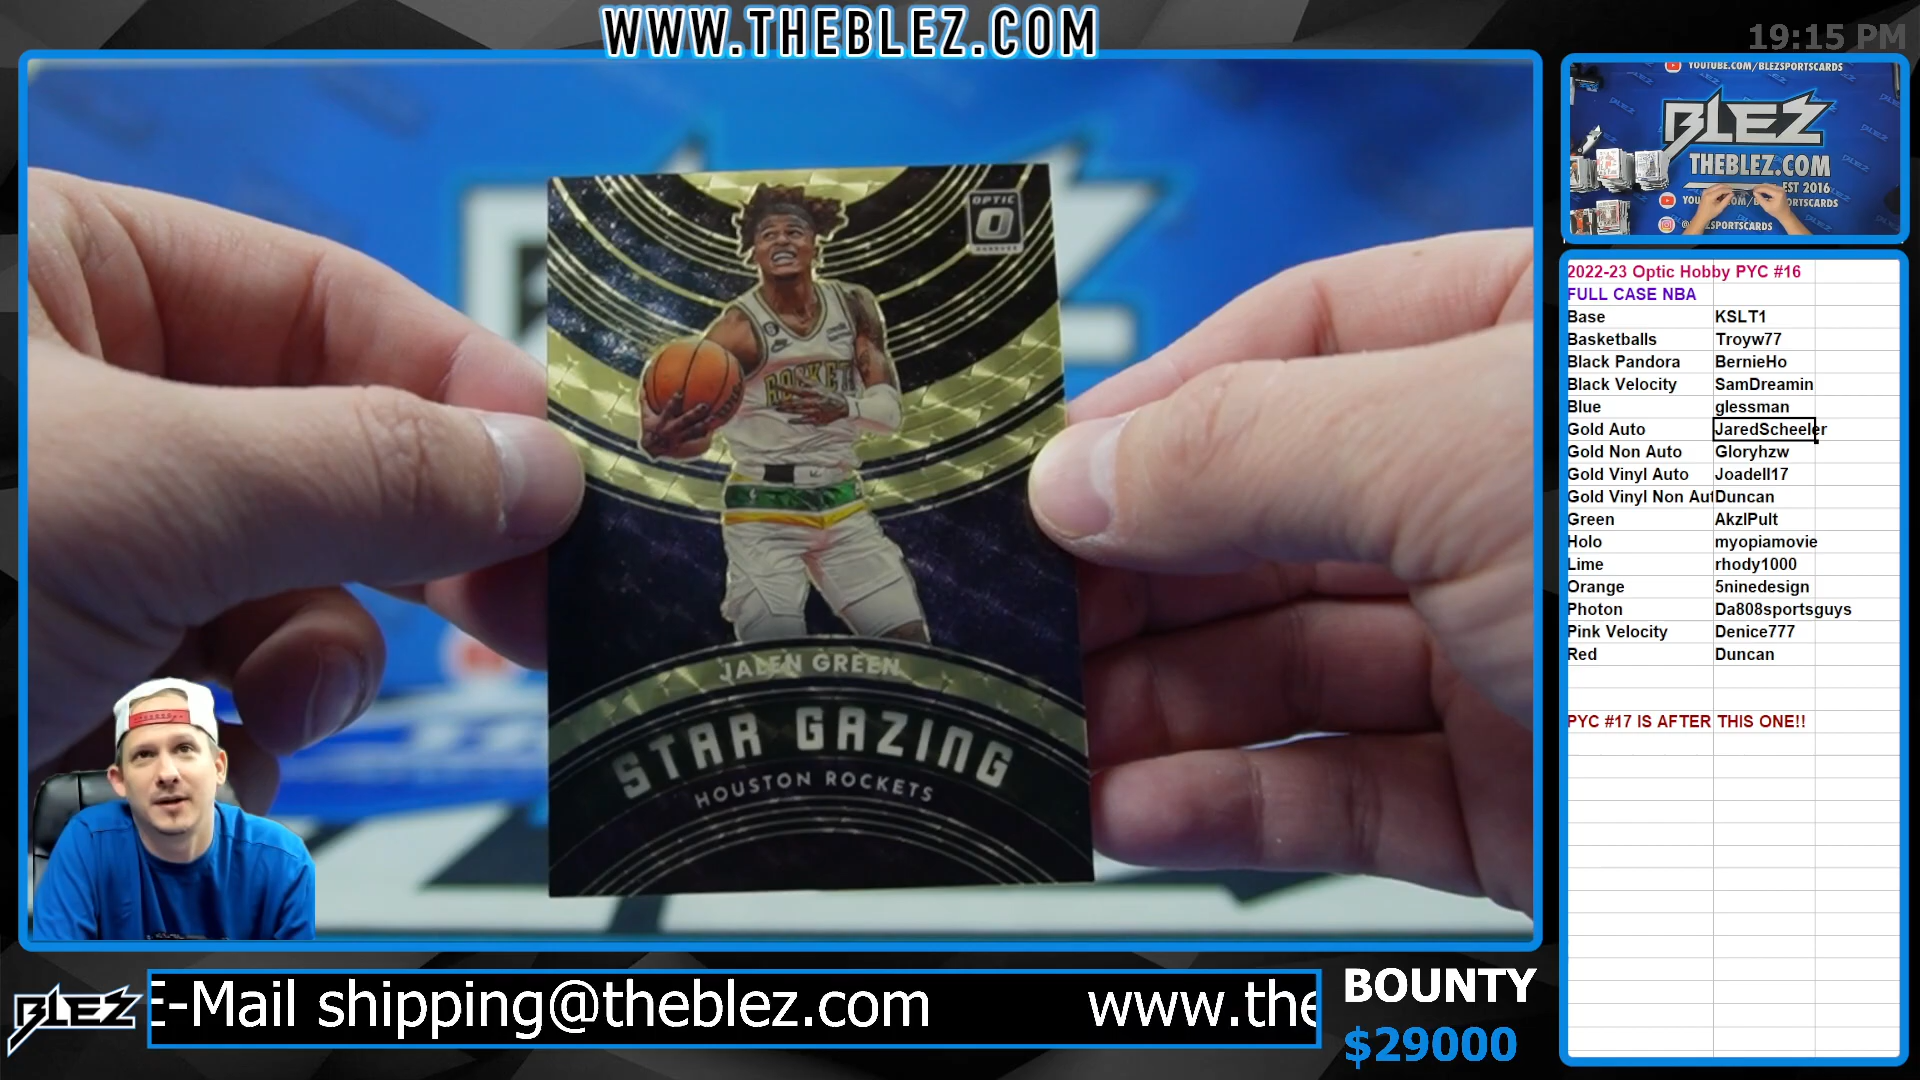 WWW.THEBLEZ.COM
19:15 PM
YOUTUBE.COM/BLEZSPORTSCARDS
BLEZ
THEBLEZ.COM
EST 2016
OPTIC
JALEN GREEN
STAR GAZING
HOUSTON ROCKETS
2022-23 Optic Hobby PYC #16
FULL CASE NBA
Base KSLT1
Basketballs Troyw77
Black Pandora BernieHo
Black Velocity SamDreamin
Blue glessman
Gold Auto JaredScheeler
Gold Non Auto Gloryhzw
Gold Vinyl Auto Joadell17
Gold Vinyl Non Aut Duncan
Green AkzlPult
Holo myopiamovie
Lime rhody1000
Orange 5ninedesign
Photon Da808sportsguys
Pink Velocity Denice777
Red Duncan
PYC #17 IS AFTER THIS ONE!!
BLEZ
E-Mail shipping@theblez.com www.the
BOUNTY
$29000